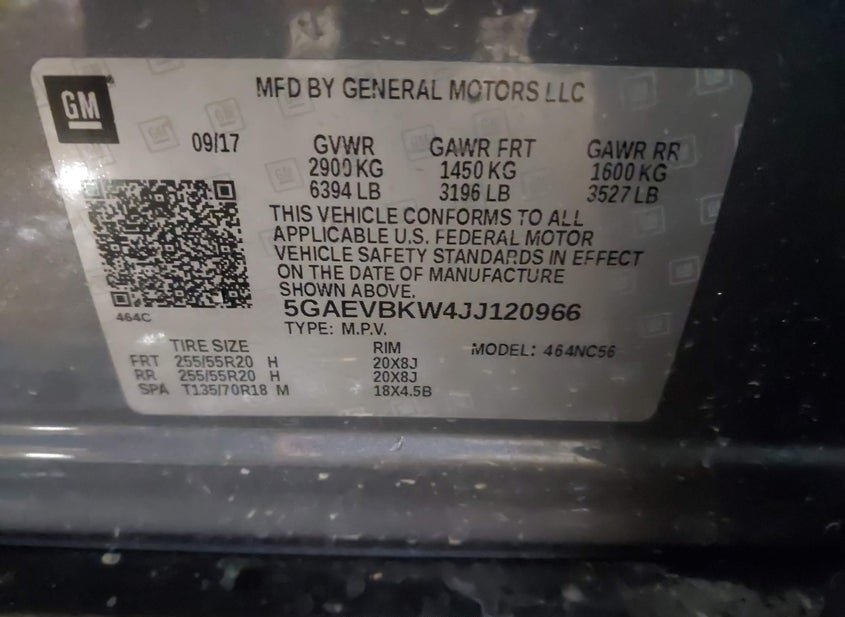 GM
MFD BY GENERAL MOTORS LLC
09/17 GVWR GAWR FRT GAWR RR
2900 KG 1450 KG 1600 KG
6394 LB 3196 LB 3527 LB
THIS VEHICLE CONFORMS TO ALL
APPLICABLE U.S. FEDERAL MOTOR
VEHICLE SAFETY STANDARDS IN EFFECT
ON THE DATE OF MANUFACTURE
SHOWN ABOVE.
464C
5GAEVBKW4JJ120966
TYPE: M.P.V.
TIRE SIZE RIM MODEL: 464NC56
FRT 255/55R20 H 20X8J
RR 255/55R20 H 20X8J
SPA T135/70R18 M 18X4.5B